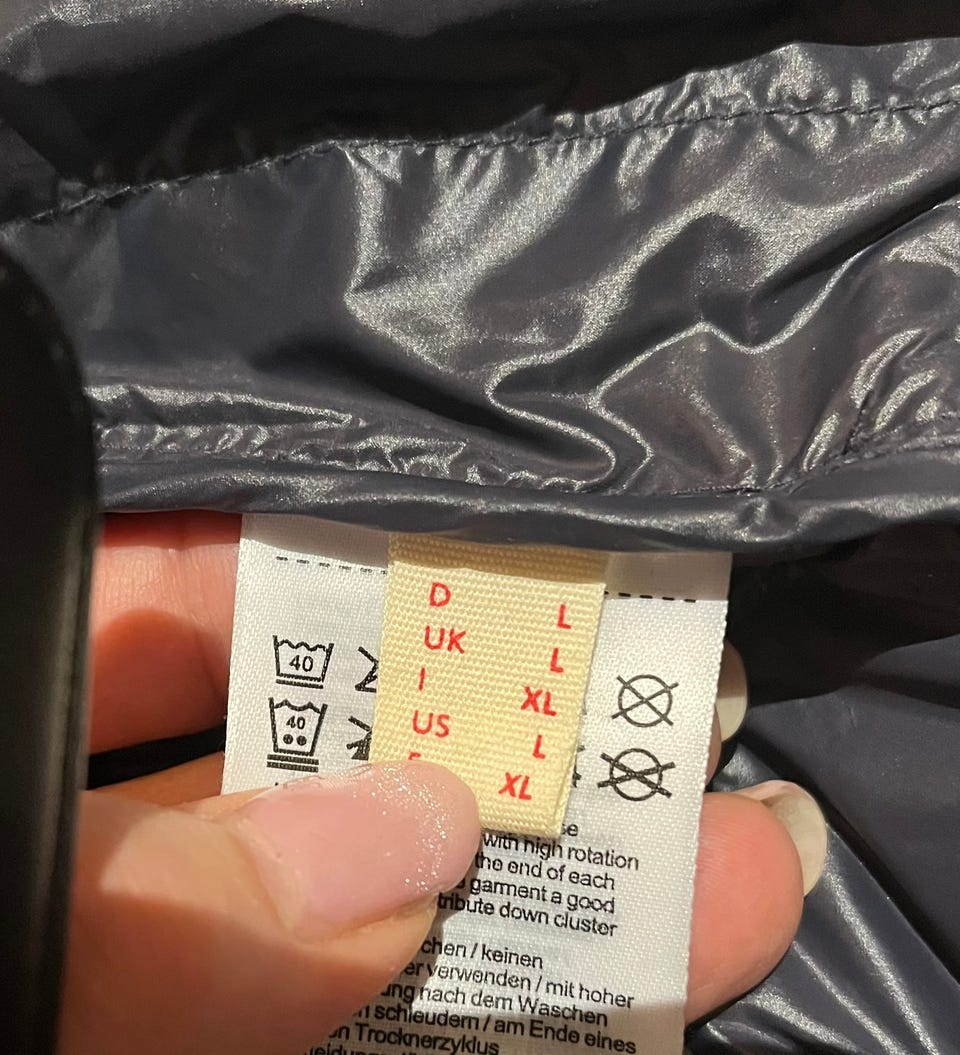 D L
UK L
I XL
US L
XL
40
40
with high rotation
the end of each
garment a good
tribute down cluster
chen / keinen
er verwenden / mit hoher
ung nach dem Waschen
schleudern / am Ende eines
n Trocknerzyklus